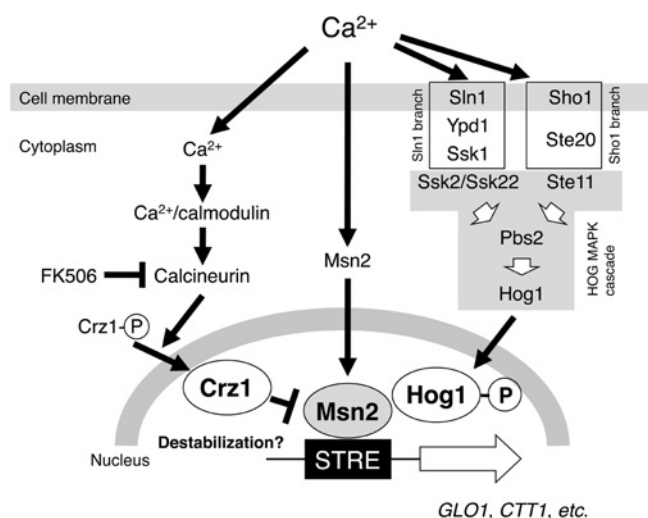 Ca²⁺
Cell membrane
Sln1 branch
Sln1
Sho1
Sho1 branch
Cytoplasm
Ca²⁺
Ypd1
Ssk1
Ste20
Ssk2/Ssk22
Ste11
Ca²⁺/calmodulin
Pbs2
HOG MAPK
cascade
FK506
Calcineurin
Msn2
Hog1
Crz1-P
Crz1
Msn2
Hog1-P
Destabilization?
Nucleus
STRE
GLO1, CTT1, etc.